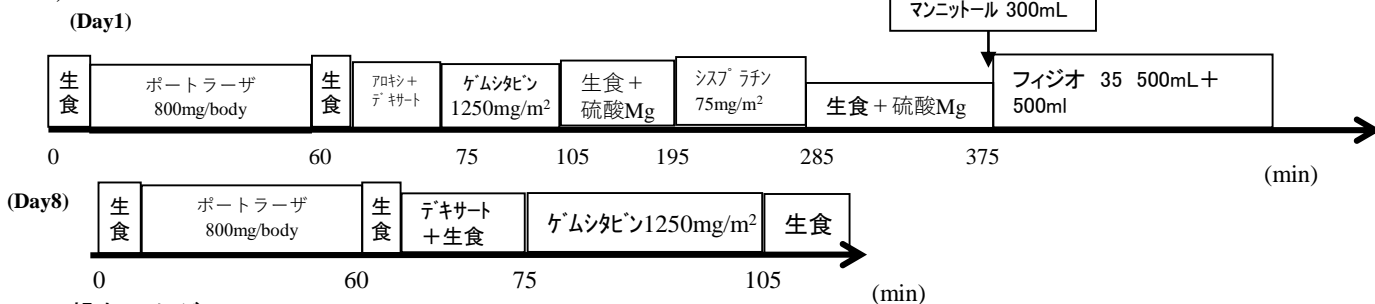 (Day1)
マンニットール 300mL
生食
ポートラーザ
800mg/body
生食
アロキシ+
デキサート
ゲムシタビン
1250mg/m²
生食+
硫酸Mg
シスプラチン
75mg/m²
生食+硫酸Mg
フィジオ 35 500mL+
500ml
0 60 75 105 195 285 375
(min)
(Day8)
生食
ポートラーザ
800mg/body
生食
デキサート
+生食
ゲムシタビン1250mg/m²
生食
0 60 75 105
(min)